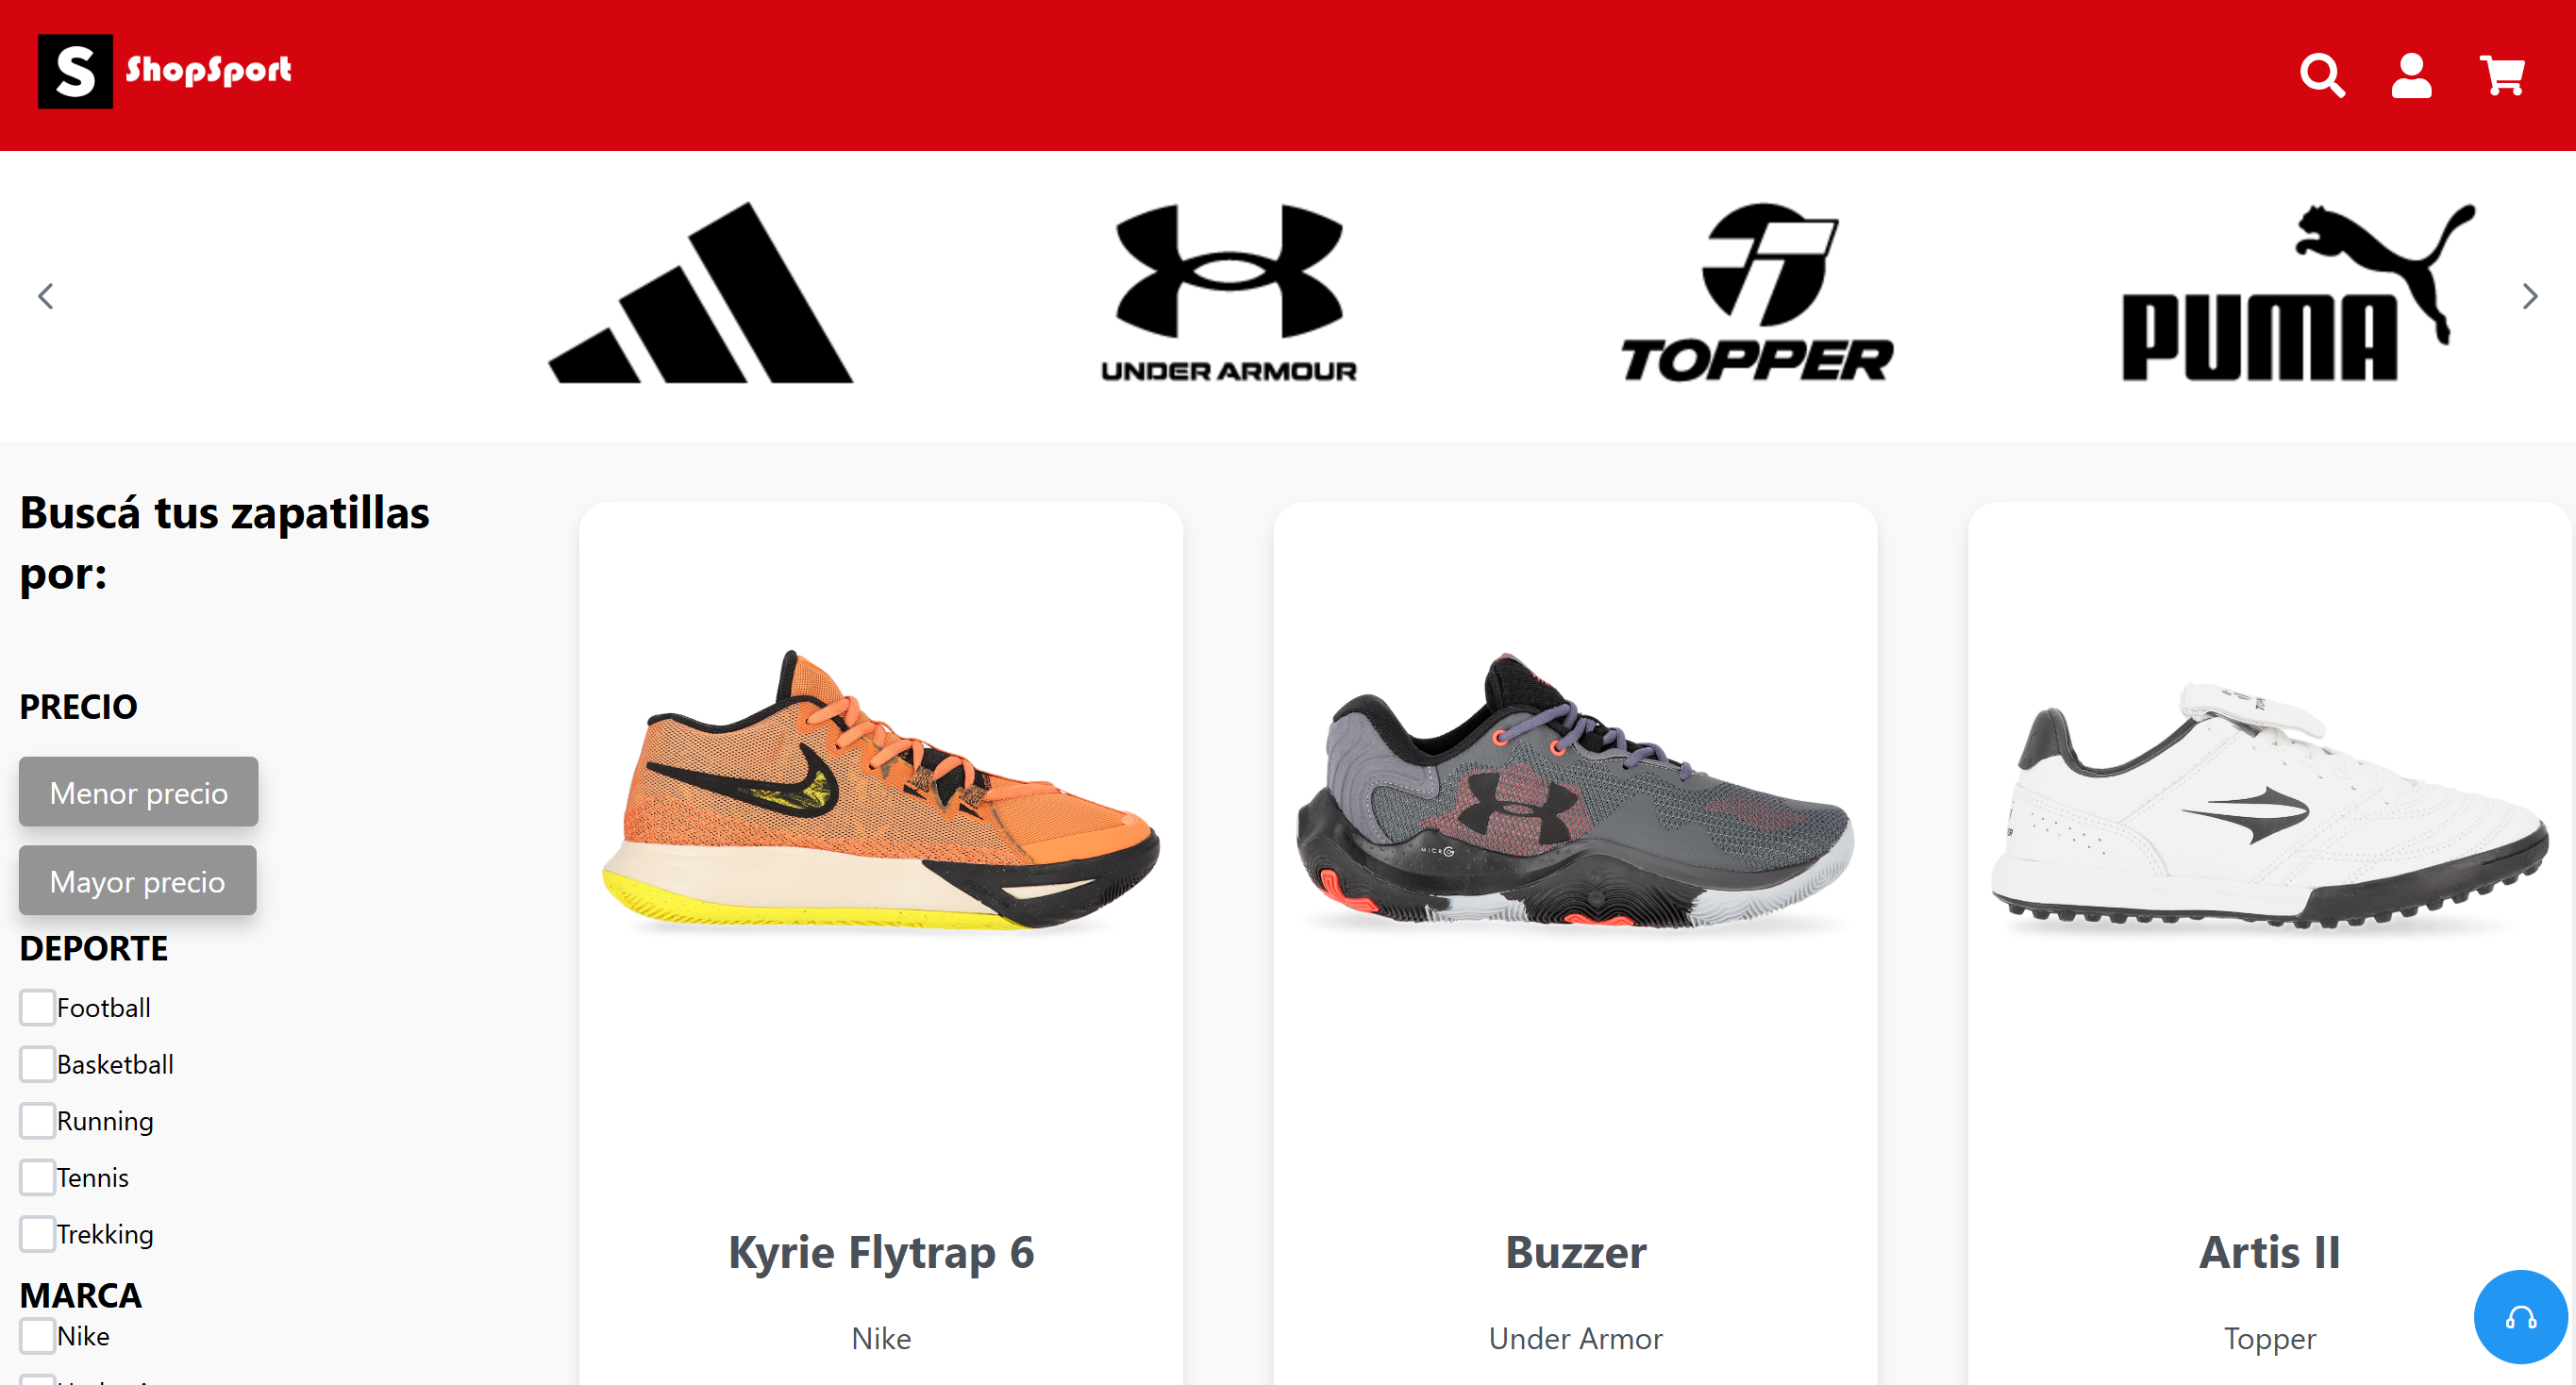 S ShopSport
UNDER ARMOUR
TOPPER
PUMA
Buscá tus zapatillas
por:
PRECIO
Menor precio
Mayor precio
DEPORTE
Football
Basketball
Running
Tennis
Trekking
MARCA
Nike
Kyrie Flytrap 6
Nike
Buzzer
Under Armor
Artis II
Topper